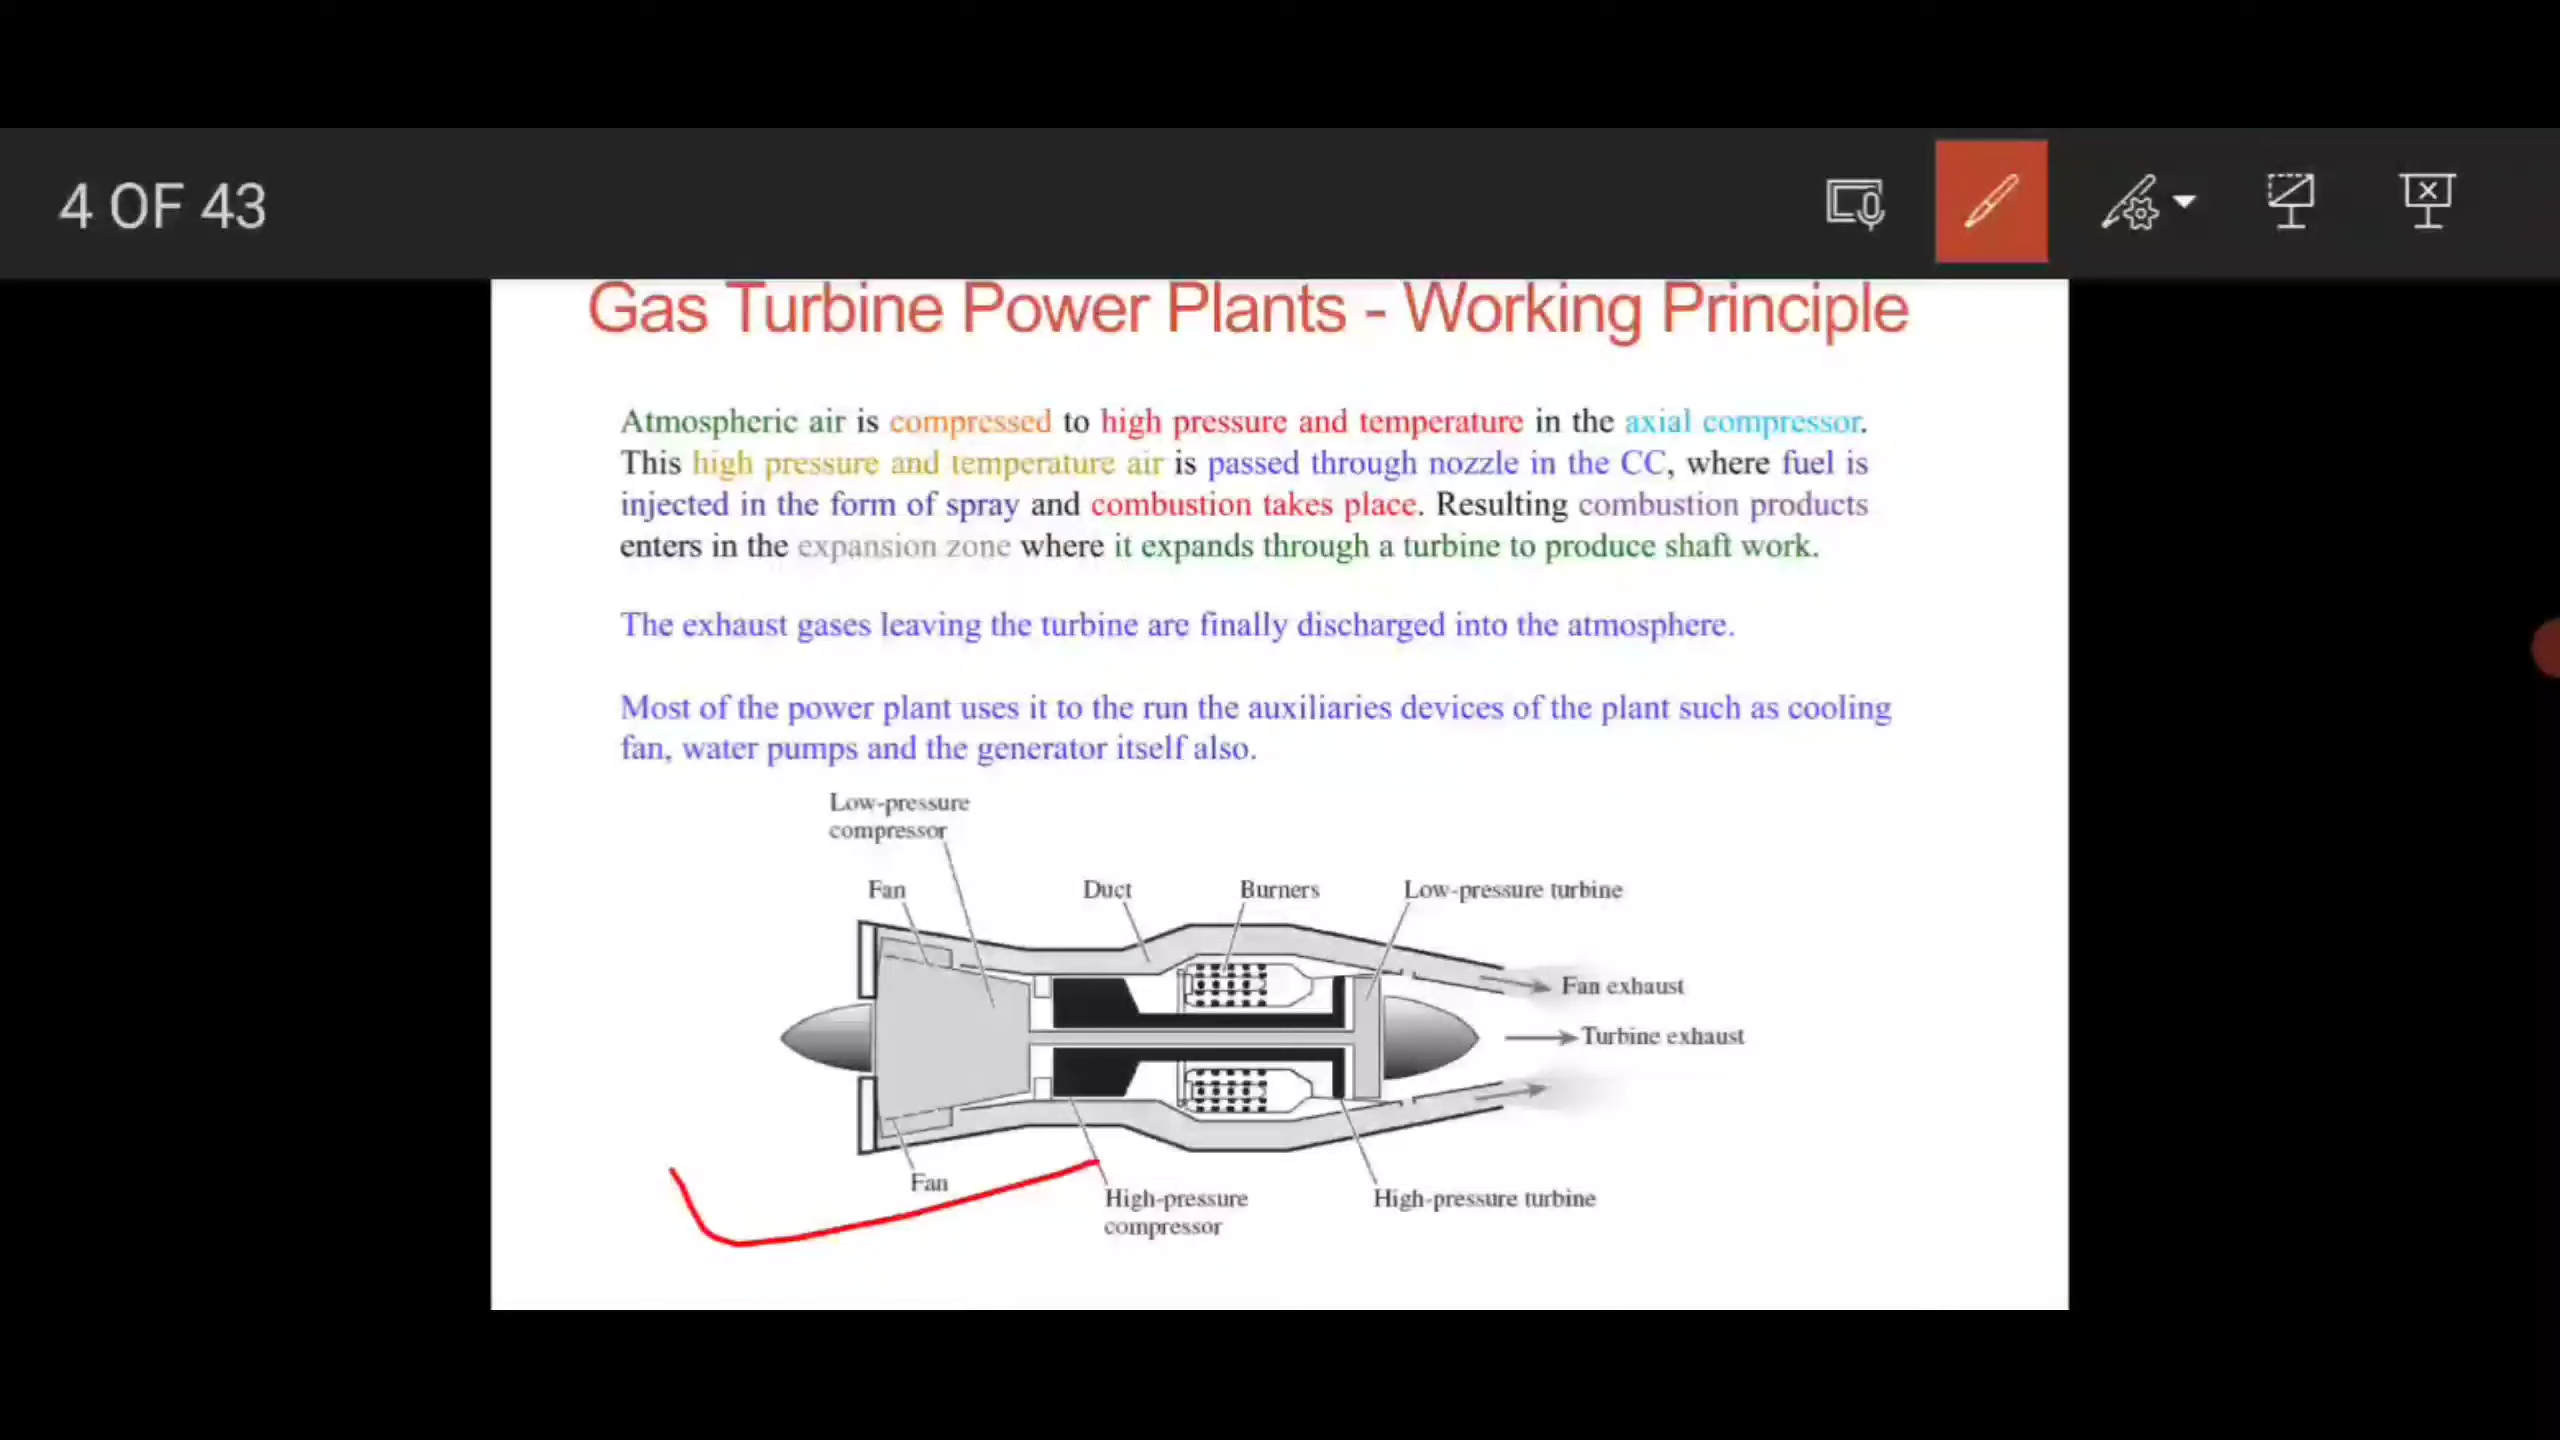 4 OF 43
Gas Turbine Power Plants - Working Principle
Atmospheric air is compressed to high pressure and temperature in the axial compressor.
This high pressure and temperature air is passed through nozzle in the CC, where fuel is
injected in the form of spray and combustion takes place. Resulting combustion products
enters in the expansion zone where it expands through a turbine to produce shaft work.
The exhaust gases leaving the turbine are finally discharged into the atmosphere.
Most of the power plant uses it to the run the auxiliaries devices of the plant such as cooling
fan, water pumps and the generator itself also.
Low-pressure
compressor
Fan
Duct
Burners
Low-pressure turbine
Fan exhaust
Turbine exhaust
Fan
High-pressure
compressor
High-pressure turbine